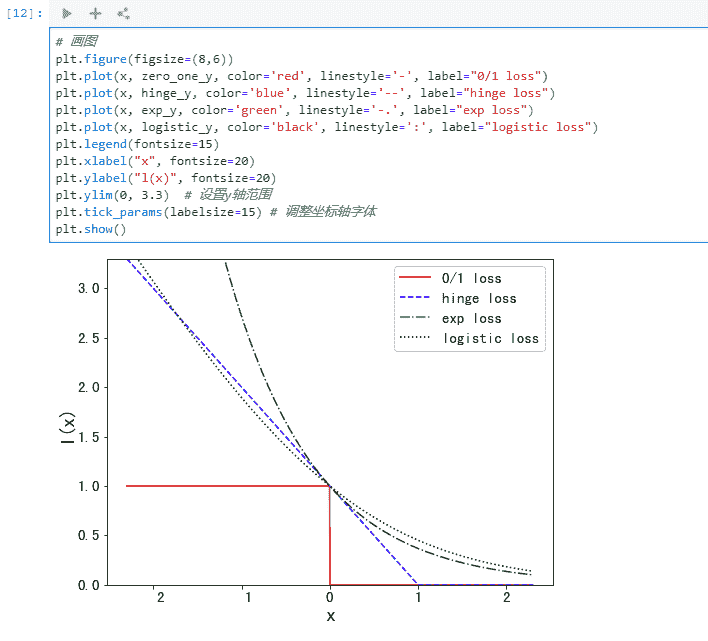 [12]:
# 画图
plt.figure(figsize=(8,6))
plt.plot(x, zero_one_y, color='red', linestyle='-', label="0/1 loss")
plt.plot(x, hinge_y, color='blue', linestyle='--', label="hinge loss")
plt.plot(x, exp_y, color='green', linestyle='-.', label="exp loss")
plt.plot(x, logistic_y, color='black', linestyle=':', label="logistic loss")
plt.legend(fontsize=15)
plt.xlabel("x", fontsize=20)
plt.ylabel("l(x)", fontsize=20)
plt.ylim(0, 3.3)  # 设置y轴范围
plt.tick_params(labelsize=15) # 调整坐标轴字体
plt.show()
0/1 loss
hinge loss
exp loss
logistic loss
3.0
2.5
2.0
1.5
1.0
0.5
0.0
l(x)
2 1 0 1 2
x